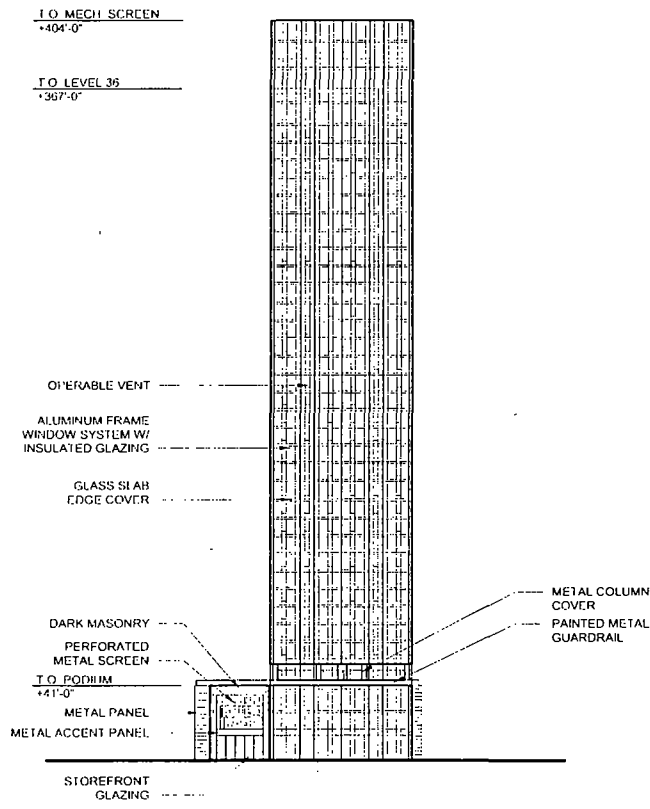 T O MECH SCREEN
+404'-0"
T O LEVEL 36
+367'-0"
OPERABLE VENT
ALUMINUM FRAME
WINDOW SYSTEM W/
INSULATED GLAZING
GLASS SLAB
EDGE COVER
METAL COLUMN
COVER
PAINTED METAL
GUARDRAIL
DARK MASONRY
PERFORATED
METAL SCREEN
T O PODIUM
+41'-0"
METAL PANEL
METAL ACCENT PANEL
STOREFRONT
GLAZING